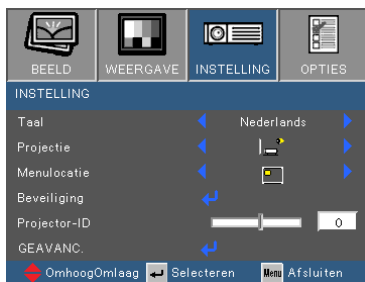 BEELD WEERGAVE INSTELLING OPTIES
INSTELLING
Taal Nederlands
Projectie
Menulocatie
Beveiliging
Projector-ID 0
GEAVANC.
OmhoogOmlaag Selecteren Menu Afsluiten